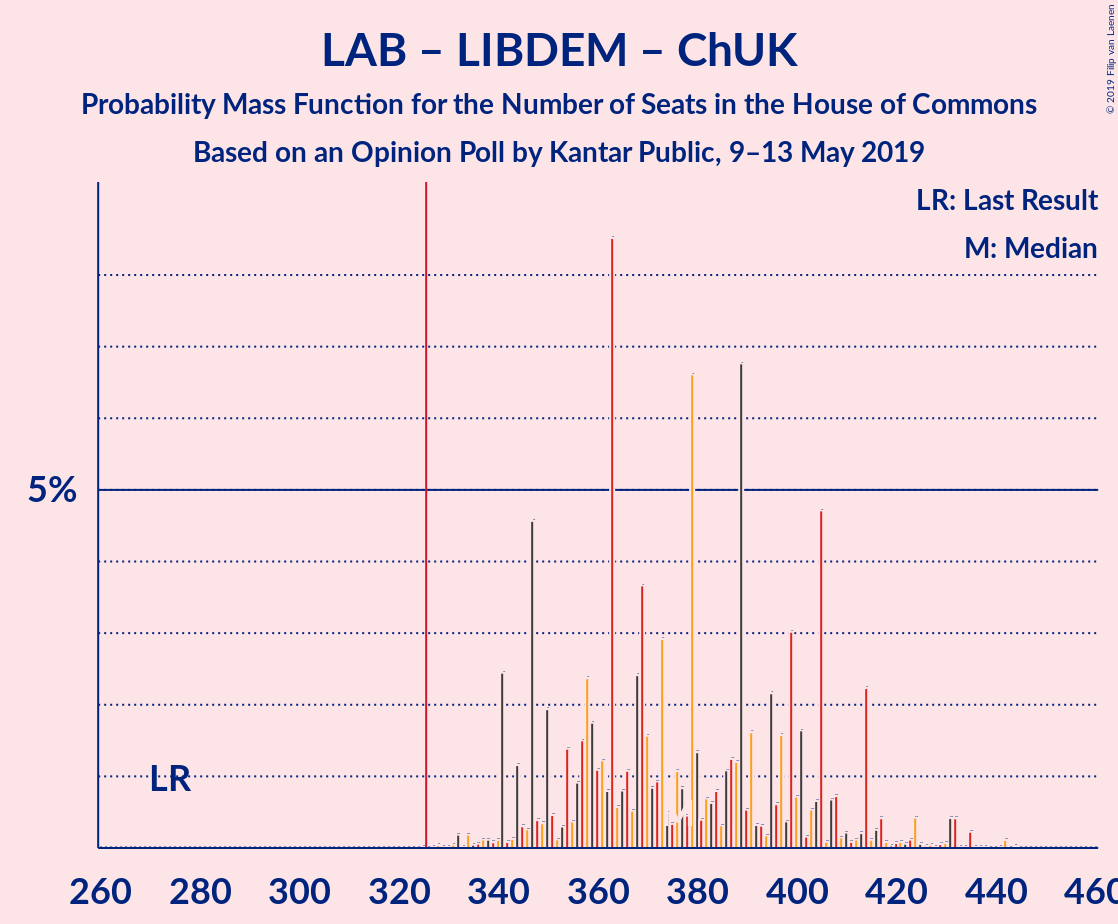 LAB – LIBDEM – ChUK
Probability Mass Function for the Number of Seats in the House of Commons
Based on an Opinion Poll by Kantar Public, 9–13 May 2019
© 2019 Filip van Laenen
LR: Last Result
M: Median
5%
LR
260 280 300 320 340 360 380 400 420 440 460